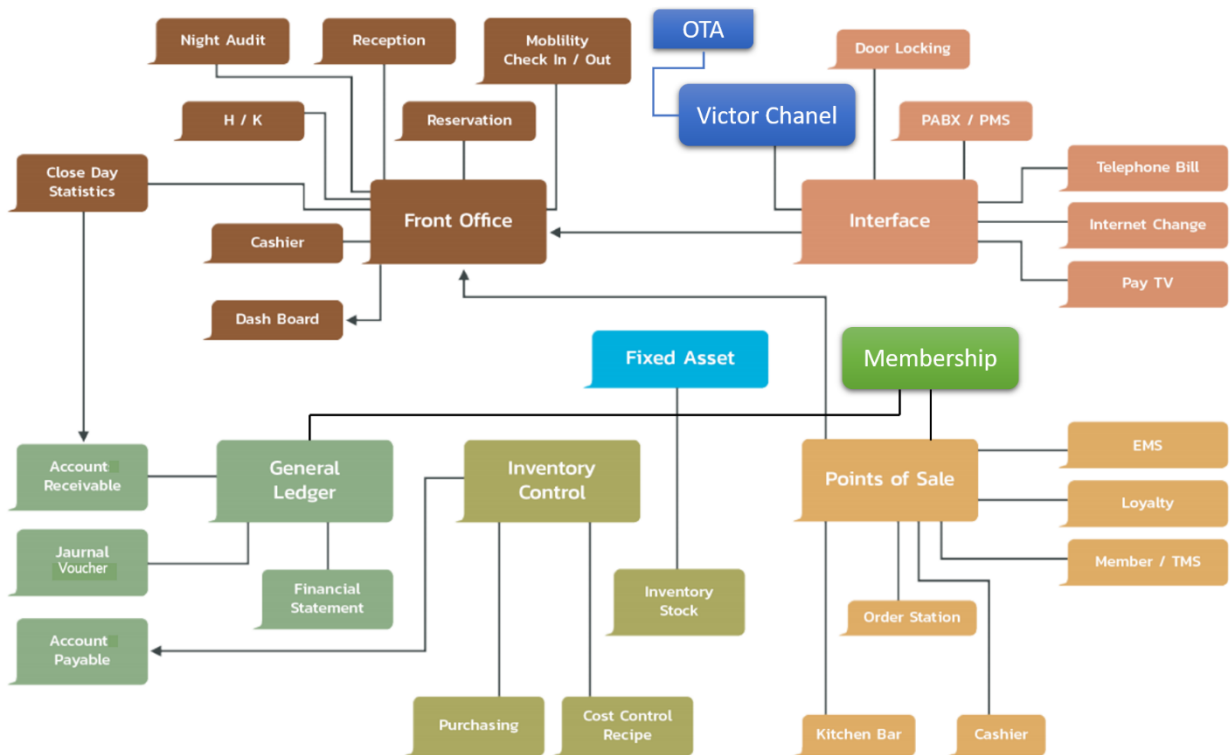 Night Audit
Reception
Moblility
Check In / Out
OTA
Door Locking
H / K
Reservation
Victor Chanel
PABX / PMS
Close Day
Statistics
Front Office
Interface
Telephone Bill
Internet Change
Pay TV
Cashier
Dash Board
Fixed Asset
Membership
Account
Receivable
General
Ledger
Inventory
Control
Points of Sale
EMS
Loyalty
Member / TMS
Jaurnal
Voucher
Financial
Statement
Inventory
Stock
Order Station
Account
Payable
Purchasing
Cost Control
Recipe
Kitchen Bar
Cashier